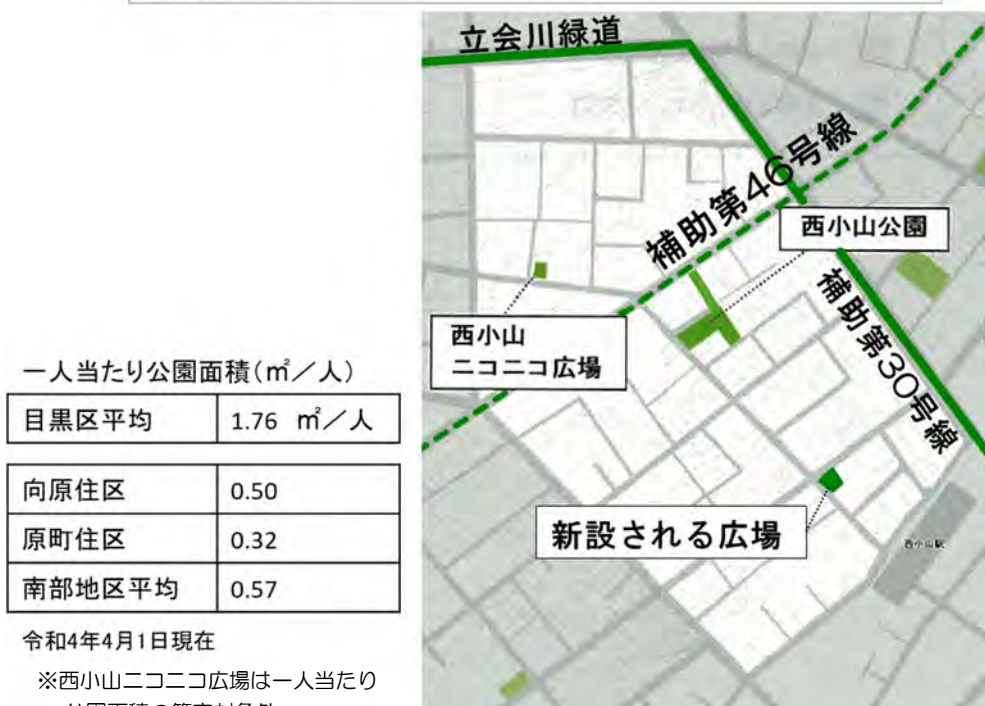 一人当たり公園面積(㎡/人)
目黒区平均 1.76 ㎡/人
向原住区 0.50
原町住区 0.32
南部地区平均 0.57
令和4年4月1日現在
※西小山ニコニコ広場は一人当たり
立会川緑道
補助第46号線
西小山公園
補助第30号線
西小山
ニコニコ広場
新設される広場
西小山駅